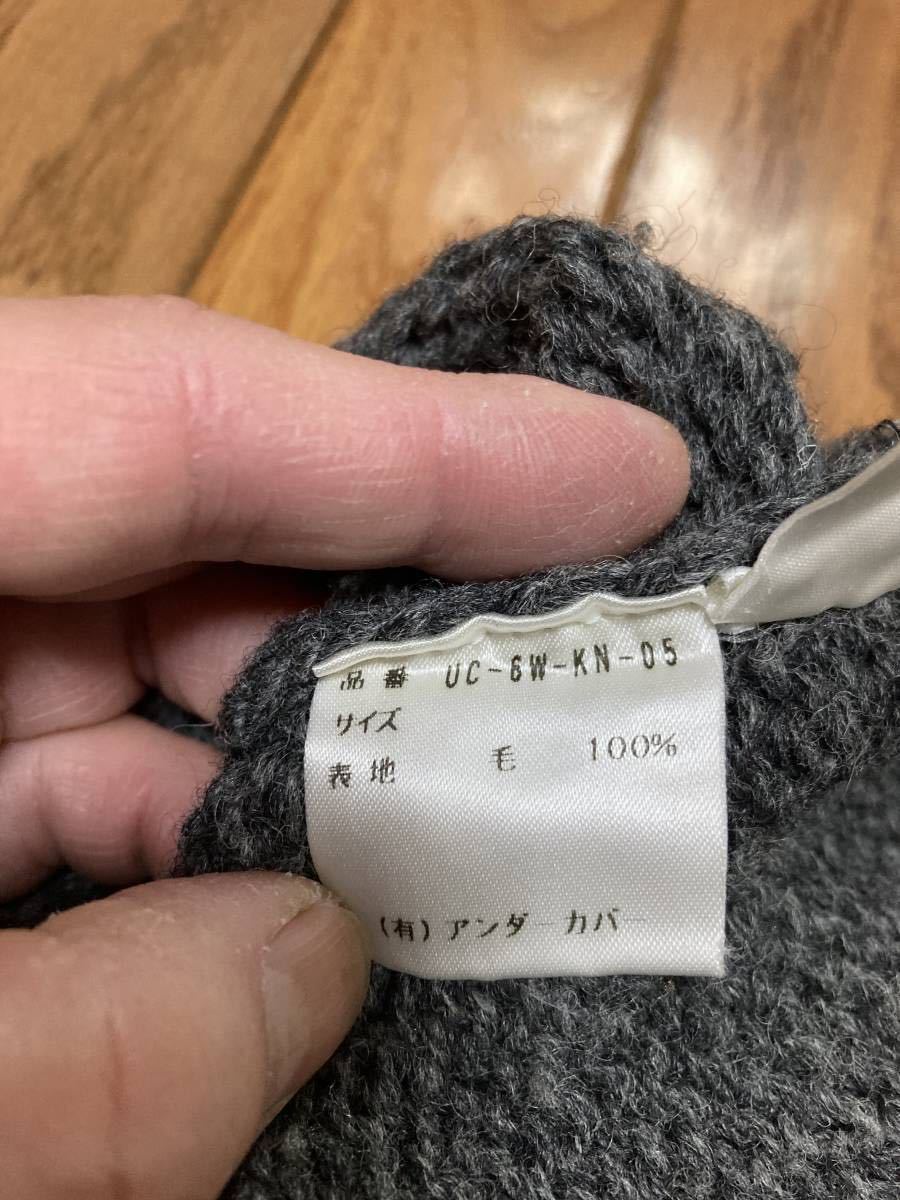 品番 UC-6W-KN-05
サイズ
表地 毛 100%
(有)アンダーカバー